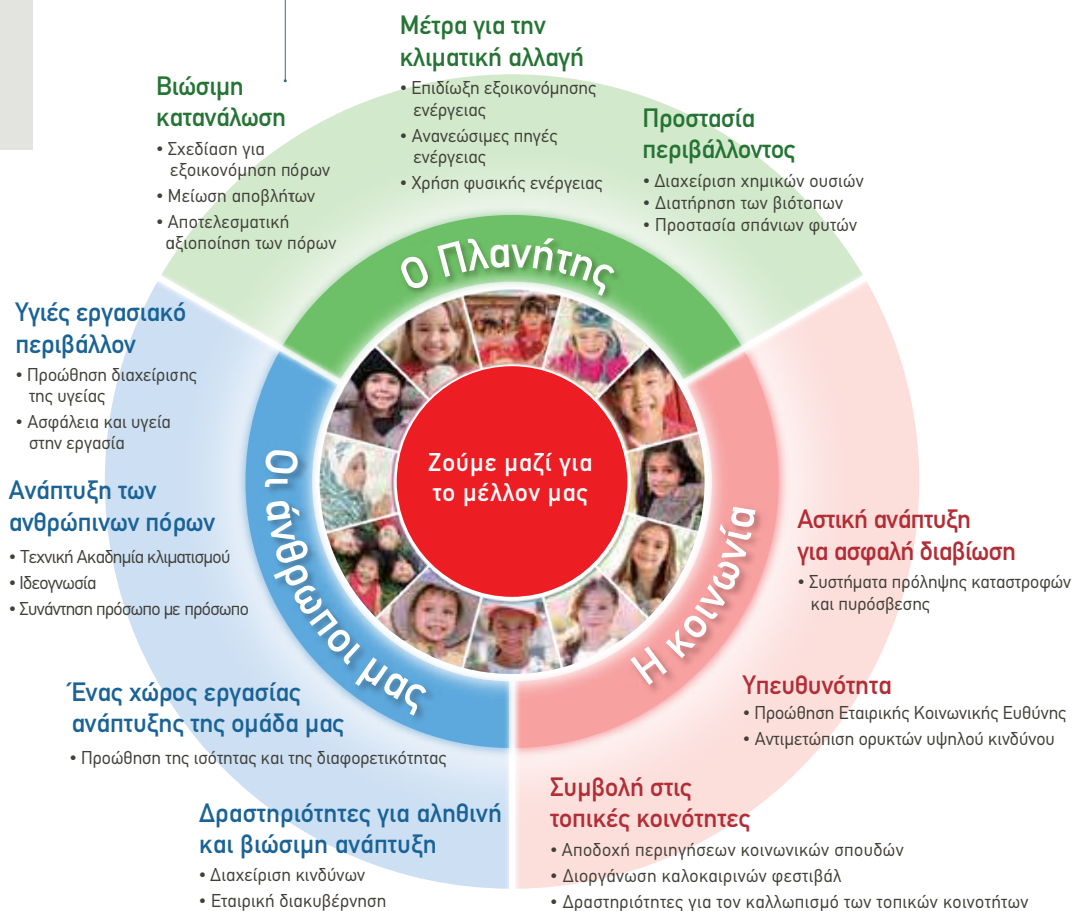 Μέτρα για την
κλιματική αλλαγή
• Επιδίωξη εξοικονόμησης
ενέργειας
• Ανανεώσιμες πηγές
ενέργειας
• Χρήση φυσικής ενέργειας
Βιώσιμη
κατανάλωση
• Σχεδίαση για
εξοικονόμηση πόρων
• Μείωση αποβλήτων
• Αποτελεσματική
αξιοποίηση των πόρων
Προστασία
περιβάλλοντος
• Διαχείριση χημικών ουσιών
• Διατήρηση των βιότοπων
• Προστασία σπάνιων φυτών
Ο Πλανήτης
Υγιές εργασιακό
περιβάλλον
• Προώθηση διαχείρισης
της υγείας
• Ασφάλεια και υγεία
στην εργασία
Ανάπτυξη των
ανθρώπινων πόρων
• Τεχνική Ακαδημία κλιματισμού
• Ιδεογνωσία
• Συνάντηση πρόσωπο με πρόσωπο
Οι άνθρωποι μας
Ζούμε μαζί για
το μέλλον μας
Η κοινωνία
Αστική ανάπτυξη
για ασφαλή διαβίωση
• Συστήματα πρόληψης καταστροφών
και πυρόσβεσης
Ένας χώρος εργασίας
ανάπτυξης της ομάδα μας
• Προώθηση της ισότητας και της διαφορετικότητας
Υπευθυνότητα
• Προώθηση Εταιρικής Κοινωνικής Ευθύνης
• Αντιμετώπιση ορυκτών υψηλού κινδύνου
Δραστηριότητες για αληθινή
και βιώσιμη ανάπτυξη
• Διαχείριση κινδύνων
• Εταιρική διακυβέρνηση
Συμβολή στις
τοπικές κοινότητες
• Αποδοχή περιηγήσεων κοινωνικών σπουδών
• Διοργάνωση καλοκαιρινών φεστιβάλ
• Δραστηριότητες για τον καλλωπισμό των τοπικών κοινοτήτων